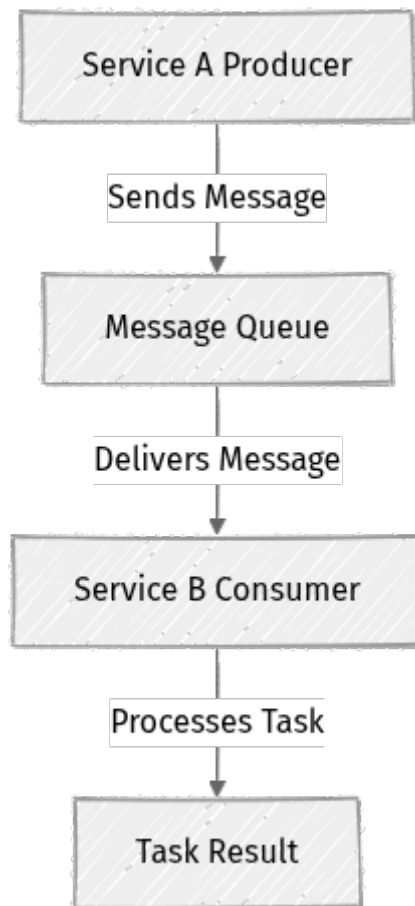 Service A Producer
Sends Message
Message Queue
Delivers Message
Service B Consumer
Processes Task
Task Result